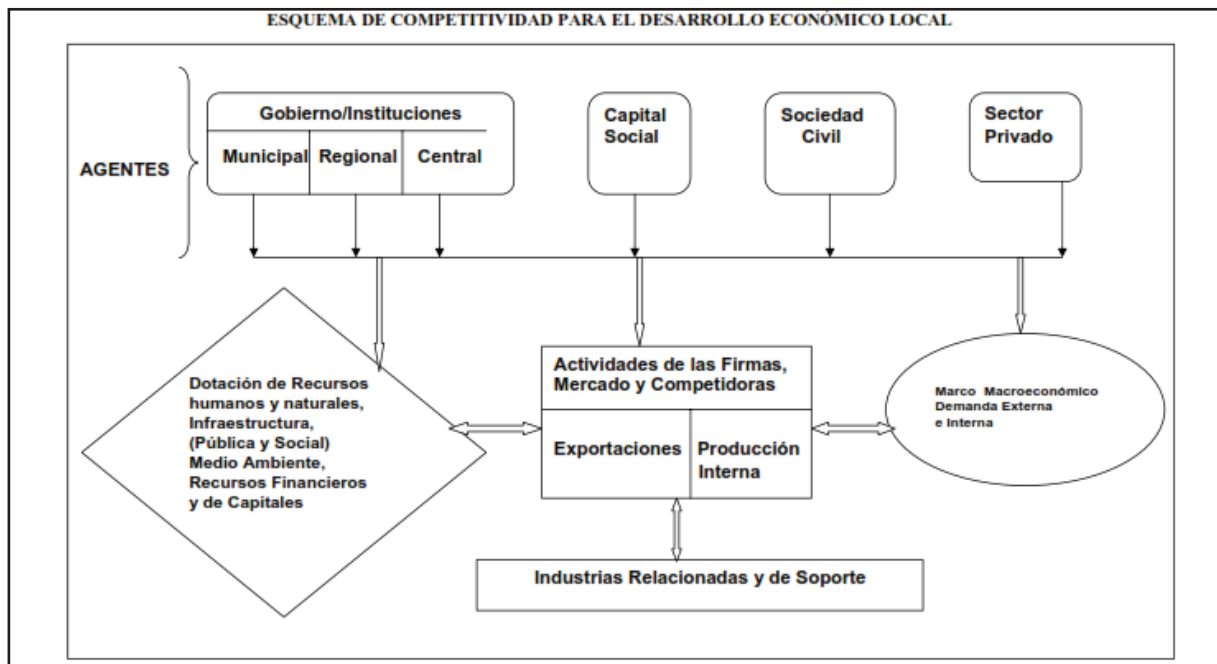 ESQUEMA DE COMPETITIVIDAD PARA EL DESARROLLO ECONÓMICO LOCAL
AGENTES
Gobierno/Instituciones
Municipal
Regional
Central
Capital
Social
Sociedad
Civil
Sector
Privado
Dotación de Recursos
humanos y naturales,
Infraestructura,
(Pública y Social)
Medio Ambiente,
Recursos Financieros
y de Capitales
Actividades de las Firmas,
Mercado y Competidoras
Exportaciones
Producción
Interna
Marco Macroeconómico
Demanda Externa
e Interna
Industrias Relacionadas y de Soporte